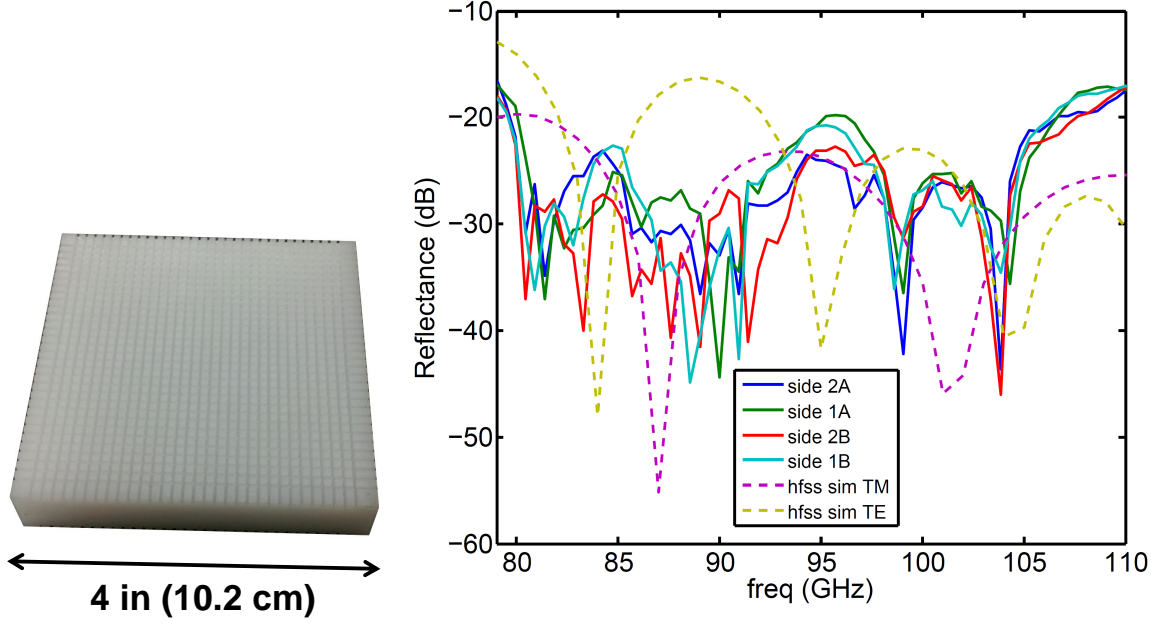 4 in (10.2 cm)
−10
−20
−30
−40
−50
−60
Reflectance (dB)
80 85 90 95 100 105 110
freq (GHz)
side 2A
side 1A
side 2B
side 1B
hfss sim TM
hfss sim TE